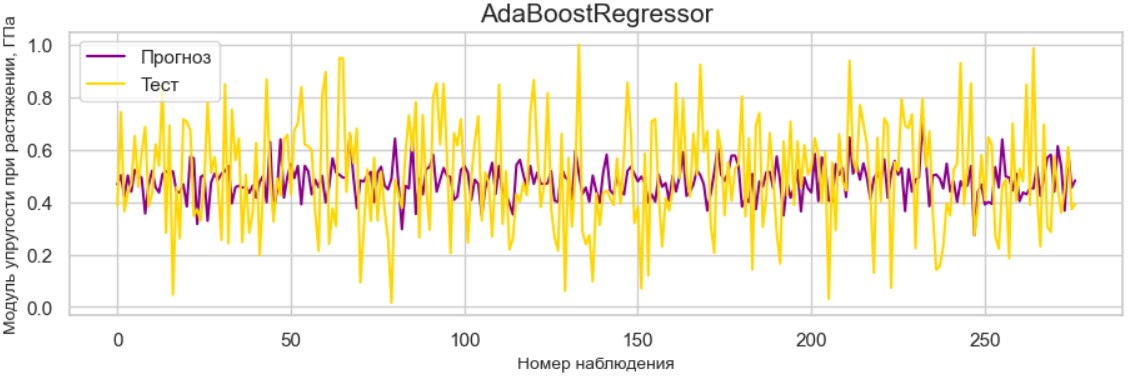 AdaBoostRegressor
Модуль упругости при растяжении, ГПа
1.0
0.8
0.6
0.4
0.2
0.0
Прогноз
Тест
0 50 100 150 200 250
Номер наблюдения